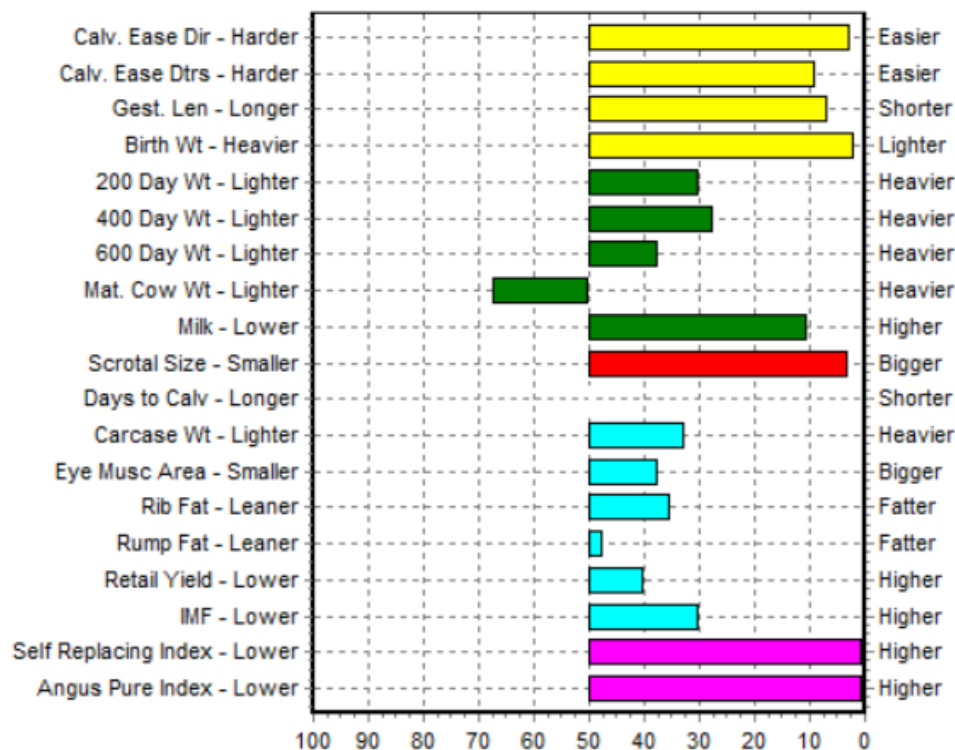 Calv. Ease Dir - Harder Easier
Calv. Ease Dtrs - Harder Easier
Gest. Len - Longer Shorter
Birth Wt - Heavier Lighter
200 Day Wt - Lighter Heavier
400 Day Wt - Lighter Heavier
600 Day Wt - Lighter Heavier
Mat. Cow Wt - Lighter Heavier
Milk - Lower Higher
Scrotal Size - Smaller Bigger
Days to Calv - Longer Shorter
Carcase Wt - Lighter Heavier
Eye Musc Area - Smaller Bigger
Rib Fat - Leaner Fatter
Rump Fat - Leaner Fatter
Retail Yield - Lower Higher
IMF - Lower Higher
Self Replacing Index - Lower Higher
Angus Pure Index - Lower Higher
100 90 80 70 60 50 40 30 20 10 0